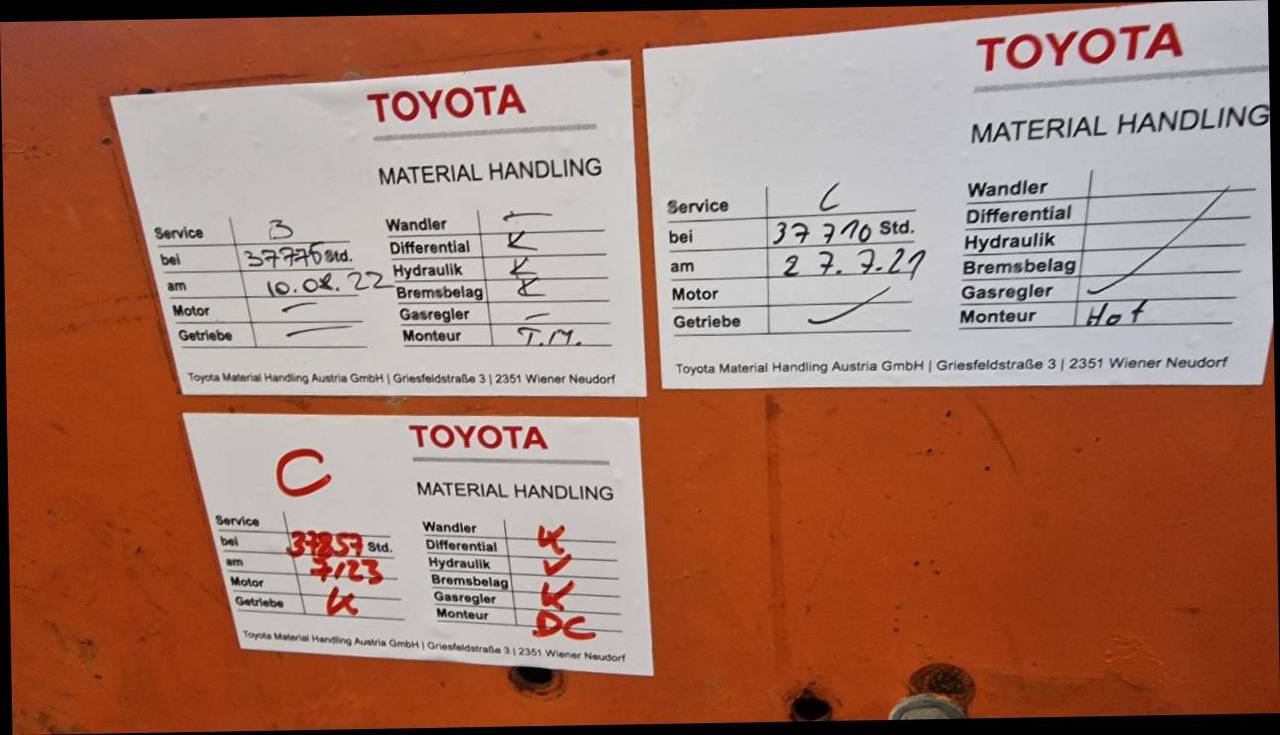 TOYOTA
MATERIAL HANDLING
Service B
bei 37775 Std.
am 10.08.22
Motor –
Getriebe –
Wandler –
Differential K
Hydraulik K
Bremsbelag K
Gasregler –
Monteur T.M.
Toyota Material Handling Austria GmbH | Griesfeldstraße 3 | 2351 Wiener Neudorf
TOYOTA
MATERIAL HANDLING
Service C
bei 37710 Std.
am 27.7.21
Motor
Getriebe ✓
Wandler
Differential
Hydraulik
Bremsbelag
Gasregler ✓
Monteur Hot
Toyota Material Handling Austria GmbH | Griesfeldstraße 3 | 2351 Wiener Neudorf
TOYOTA
MATERIAL HANDLING
C
Service
bei 37857 Std.
am 7/23
Motor
Getriebe K
Wandler
Differential K
Hydraulik ✓
Bremsbelag
Gasregler K
Monteur DC
Toyota Material Handling Austria GmbH | Griesfeldstraße 3 | 2351 Wiener Neudorf